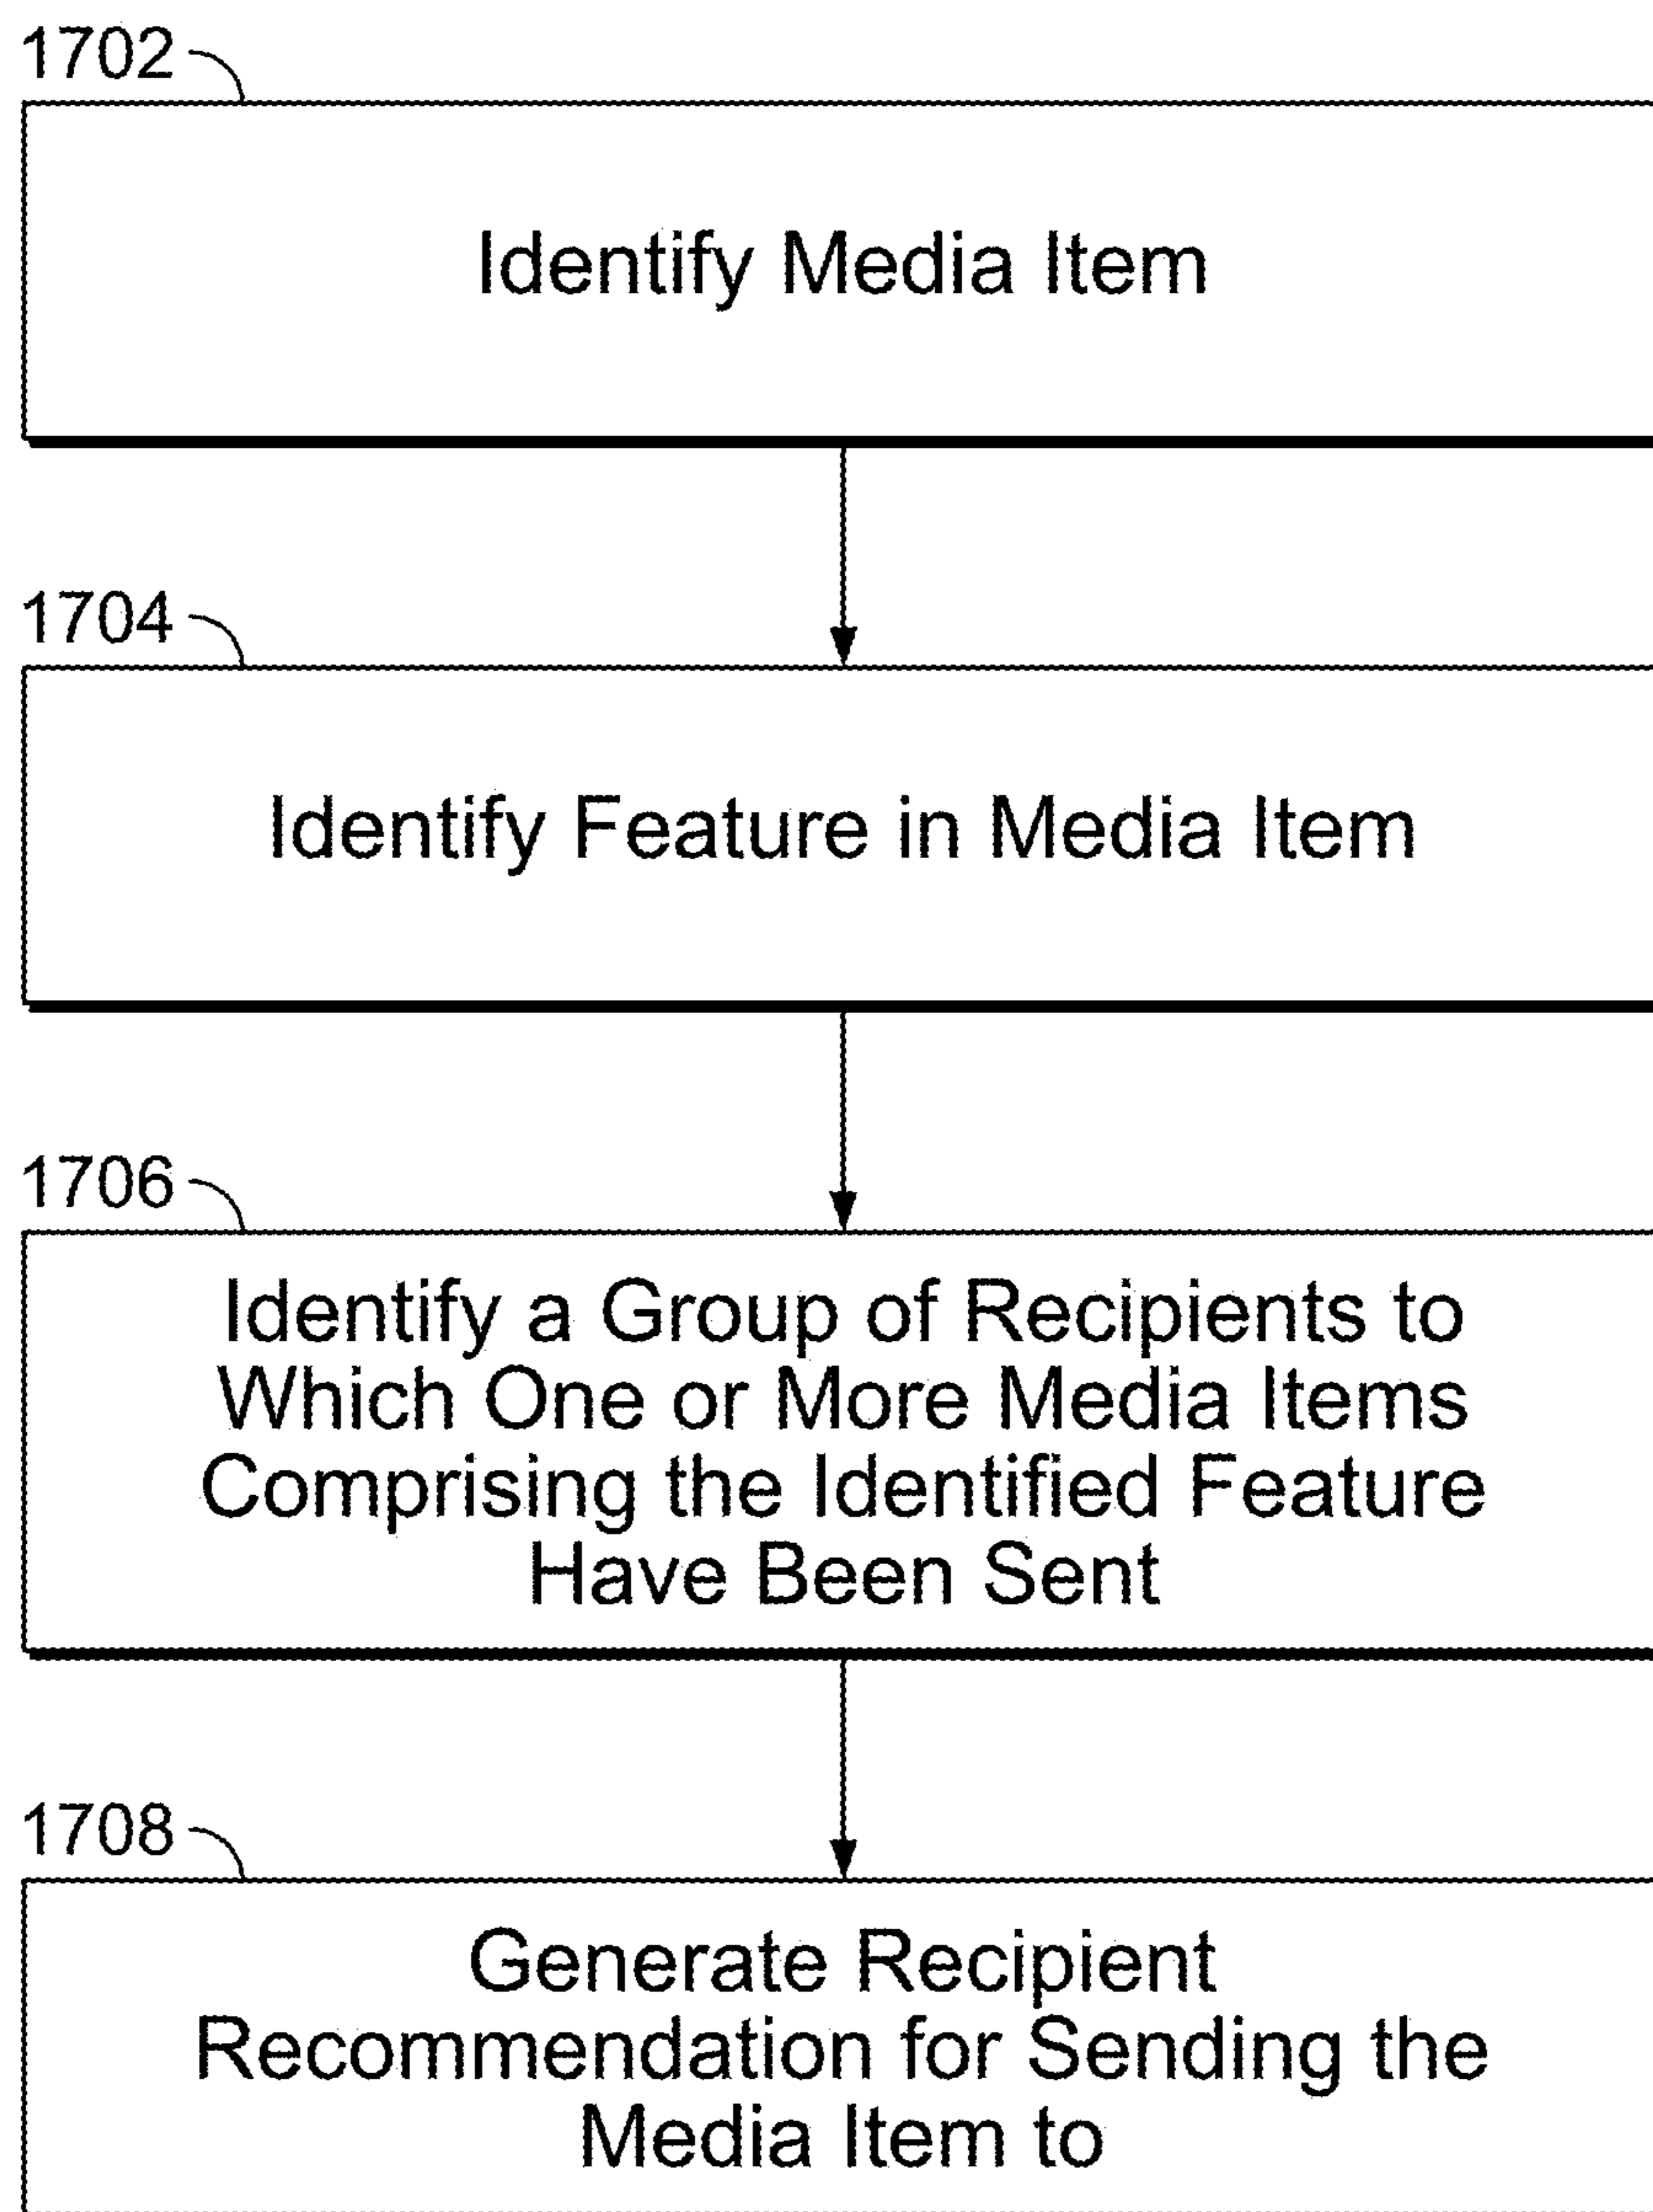 1702
Identify Media Item
1704
Identify Feature in Media Item
1706
Identify a Group of Recipients to
Which One or More Media Items
Comprising the Identified Feature
Have Been Sent
1708
Generate Recipient
Recommendation for Sending the
Media Item to